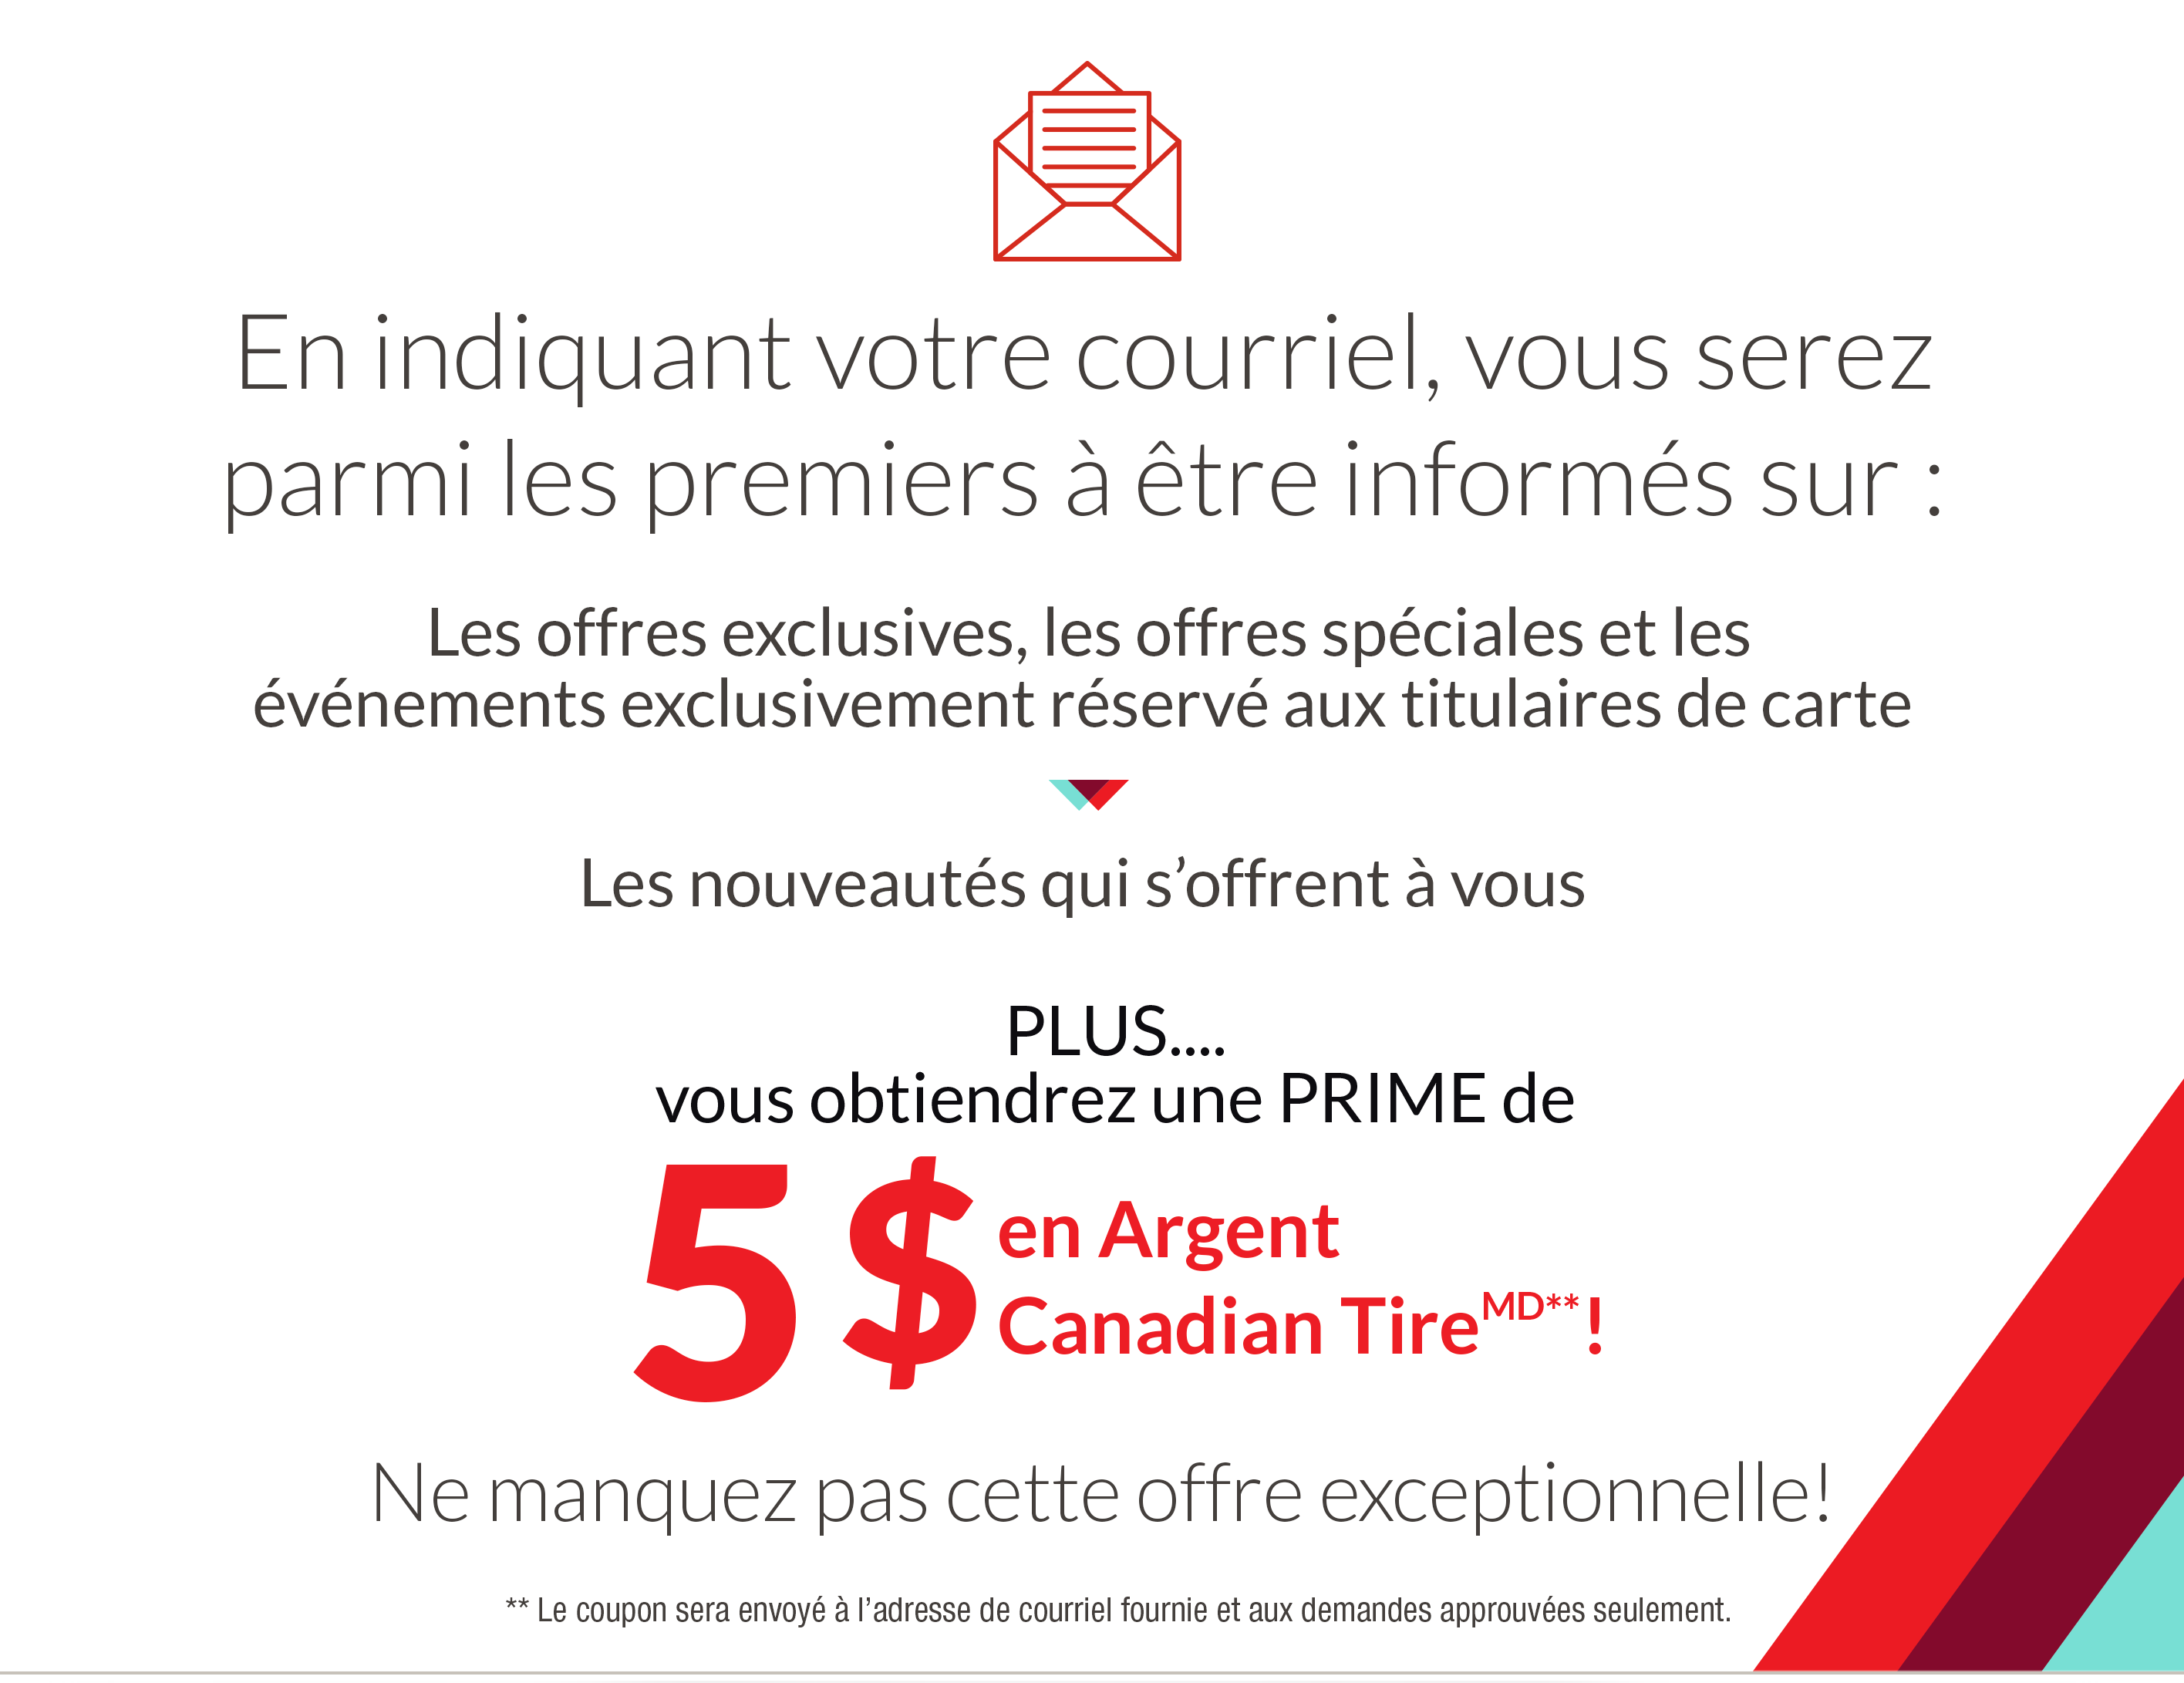 En indiquant votre courriel, vous serez
parmi les premiers à être informés sur :
Les offres exclusives, les offres spéciales et les
événements exclusivement réservé aux titulaires de carte
Les nouveautés qui s’offrent à vous
PLUS....
vous obtiendrez une PRIME de
5 $ en Argent
Canadian Tire^MD**!
Ne manquez pas cette offre exceptionnelle!
** Le coupon sera envoyé à l’adresse de courriel fournie et aux demandes approuvées seulement.